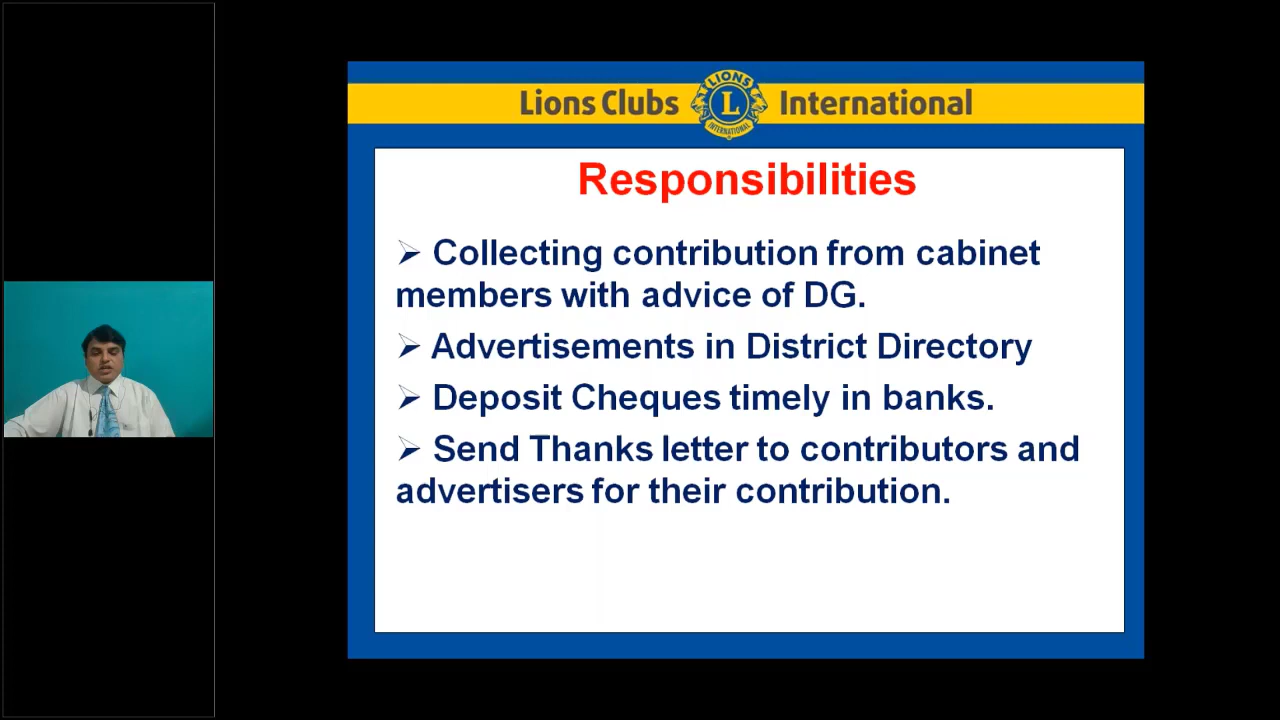 Lions Clubs International
LIONS
L
INTERNATIONAL
Responsibilities
➢ Collecting contribution from cabinet
members with advice of DG.
➢ Advertisements in District Directory
➢ Deposit Cheques timely in banks.
➢ Send Thanks letter to contributors and
advertisers for their contribution.